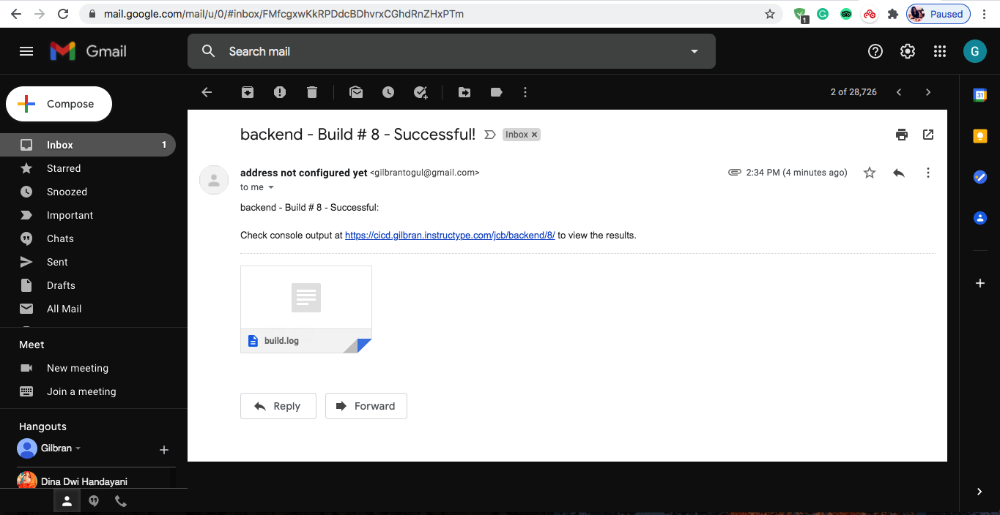 mail.google.com/mail/u/0/#inbox/FMfcgxwKkRPDdcBDhvrxCGhdRnZHxPTm
1
Paused
Gmail
Search mail
G
Compose
2 of 28,726
31
Inbox 1
Starred
Snoozed
Important
Chats
Sent
Drafts
All Mail
Meet
New meeting
Join a meeting
Hangouts
Gilbran
Dina Dwi Handayani
backend - Build # 8 - Successful!
Inbox ×
address not configured yet <gilbrantogul@gmail.com>
2:34 PM (4 minutes ago)
to me
backend - Build # 8 - Successful:
Check console output at https://cicd.gilbran.instructype.com/job/backend/8/ to view the results.
build.log
Reply
Forward